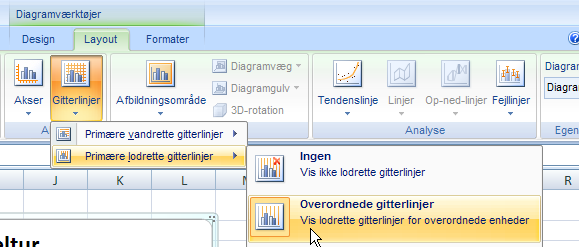 Diagramværktøjer
Design Layout Formater
Akser Gitterlinjer Afbildningsområde Diagramvæg Diagramgulv 3D-rotation Tendenslinje Linjer Op-ned-linjer Fejllinjer Diagram
Analyse Egen
Primære vandrette gitterlinjer
Primære lodrette gitterlinjer
Ingen
Vis ikke lodrette gitterlinjer
Overordnede gitterlinjer
Vis lodrette gitterlinjer for overordnede enheder
J K L
ltur